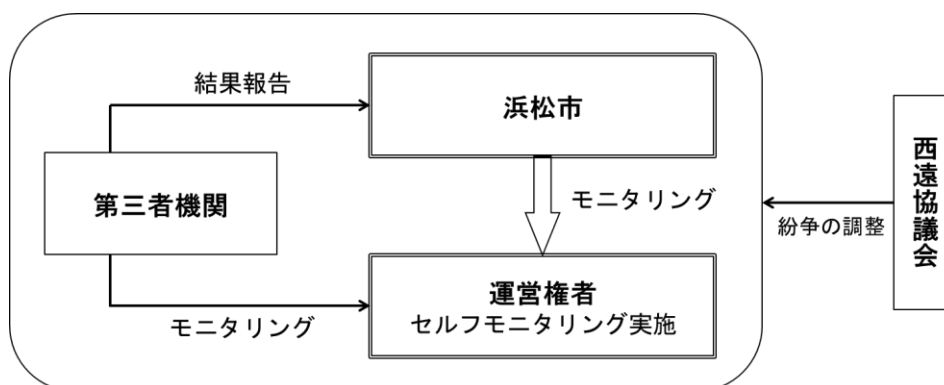 結果報告
浜松市
第三者機関
モニタリング
西遠協議会
紛争の調整
運営権者
セルフモニタリング実施
モニタリング